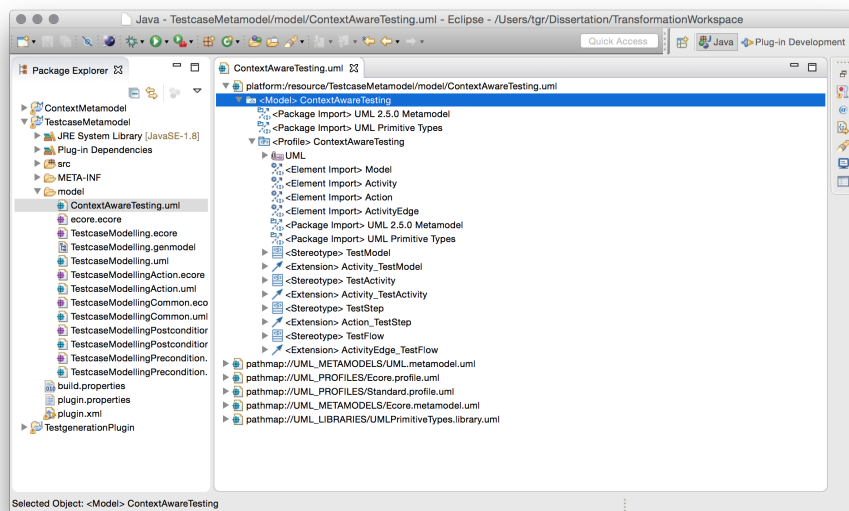 Java - TestcaseMetamodel/model/ContextAwareTesting.uml - Eclipse - /Users/tgr/Dissertation/TransformationWorkspace
Quick Access
Java
Plug-in Development
Package Explorer
ContextMetamodel
TestcaseMetamodel
JRE System Library [JavaSE-1.8]
Plug-in Dependencies
src
META-INF
model
ContextAwareTesting.uml
ecore.ecore
TestcaseModelling.ecore
TestcaseModelling.genmodel
TestcaseModelling.uml
TestcaseModellingAction.ecore
TestcaseModellingAction.uml
TestcaseModellingCommon.eco
TestcaseModellingCommon.uml
TestcaseModellingPostcondition
TestcaseModellingPostcondition
TestcaseModellingPrecondition.
TestcaseModellingPrecondition.
build.properties
plugin.properties
plugin.xml
TestgenerationPlugin
ContextAwareTesting.uml
platform:/resource/TestcaseMetamodel/model/ContextAwareTesting.uml
<Model> ContextAwareTesting
<Package Import> UML 2.5.0 Metamodel
<Package Import> UML Primitive Types
<Profile> ContextAwareTesting
UML
<Element Import> Model
<Element Import> Activity
<Element Import> Action
<Element Import> ActivityEdge
<Package Import> UML 2.5.0 Metamodel
<Package Import> UML Primitive Types
<Stereotype> TestModel
<Extension> Activity_TestModel
<Stereotype> TestActivity
<Extension> Activity_TestActivity
<Stereotype> TestStep
<Extension> Action_TestStep
<Stereotype> TestFlow
<Extension> ActivityEdge_TestFlow
pathmap://UML_METAMODELS/UML.metamodel.uml
pathmap://UML_PROFILES/Ecore.profile.uml
pathmap://UML_PROFILES/Standard.profile.uml
pathmap://UML_METAMODELS/Ecore.metamodel.uml
pathmap://UML_LIBRARIES/UMLPrimitiveTypes.library.uml
Selected Object: <Model> ContextAwareTesting